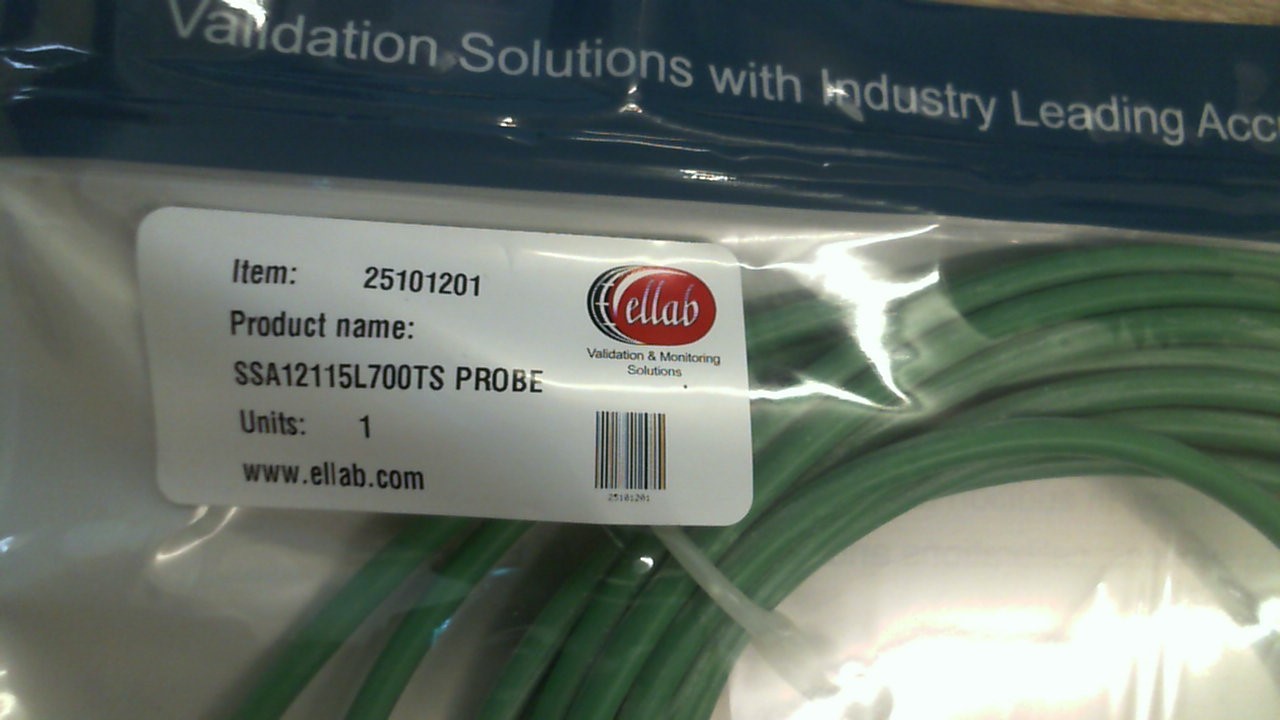 Validation Solutions with Industry Leading Acc
Item: 25101201
Product name:
SSA12115L700TS PROBE
Units: 1
www.ellab.com
ellab
Validation & Monitoring
Solutions
25101201